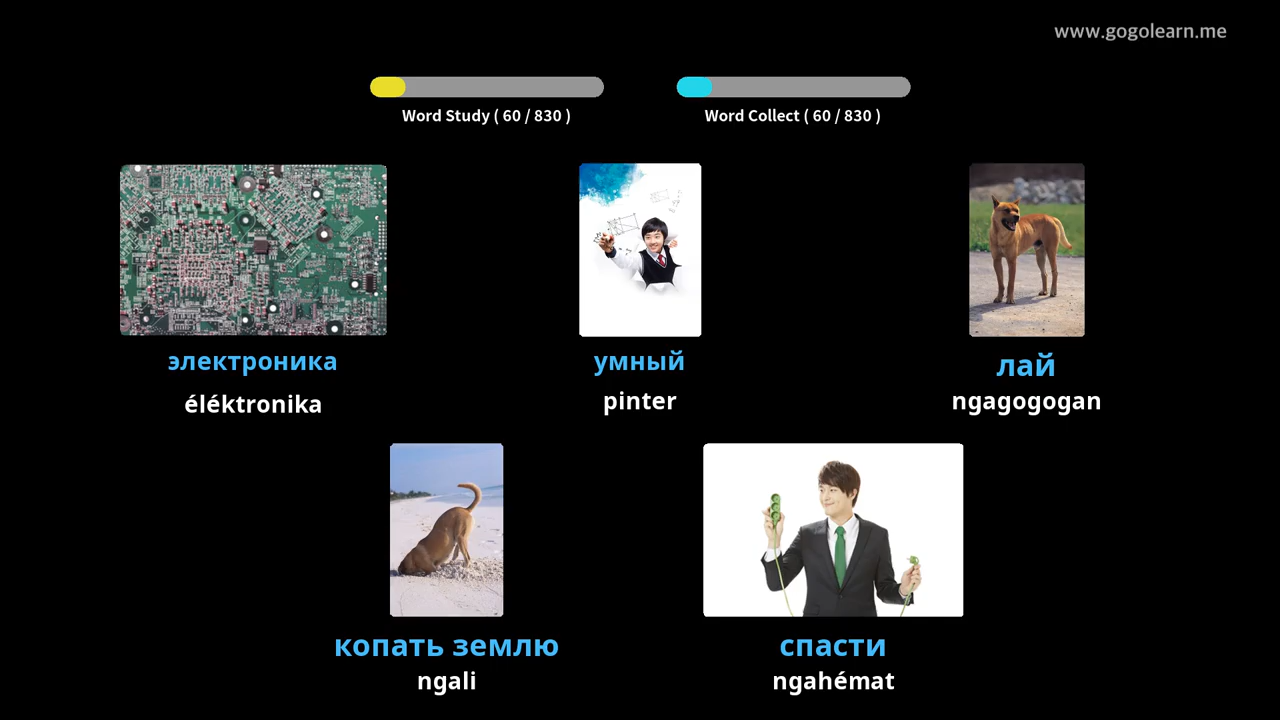 www.gogolearn.me
Word Study ( 60 / 830 )
Word Collect ( 60 / 830 )
электроника
éléktronika
умный
pinter
лай
ngagogogan
копать землю
ngali
спасти
ngahémat